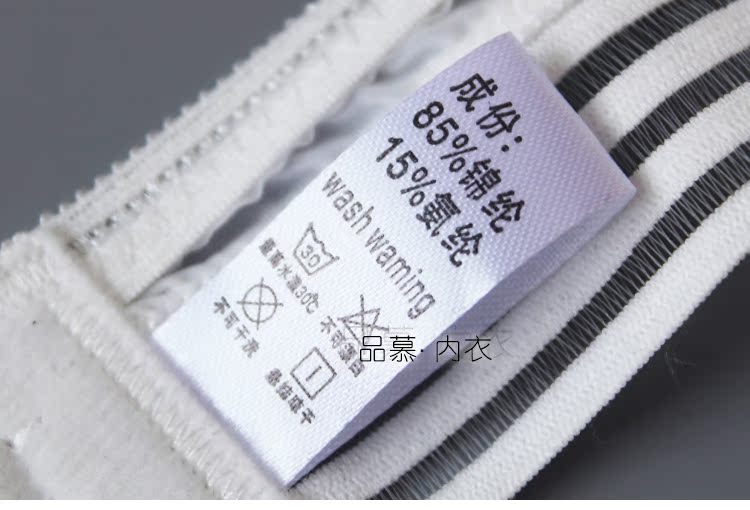 成份：
85%锦纶
15%氨纶
wash waming
30
最高水温30℃
不可干洗
不可漂白
悬挂晾干
品慕·内衣